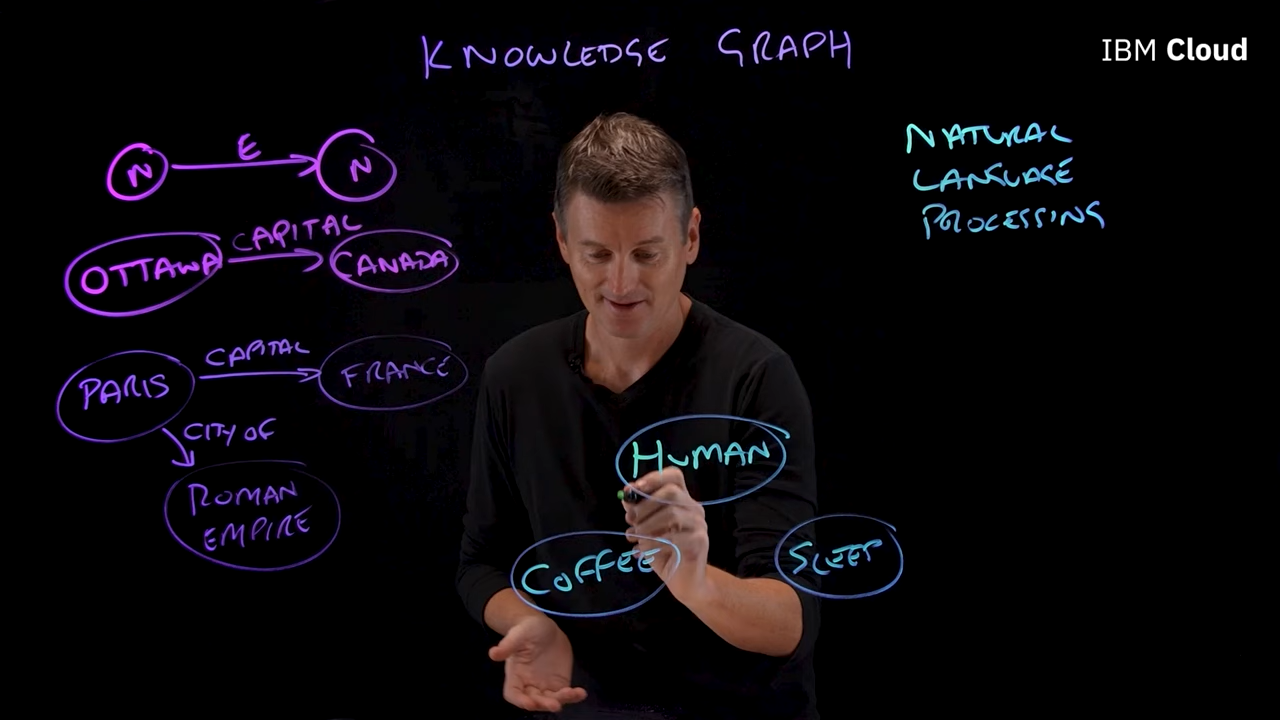 KNOWLEDGE GRAPH
IBM Cloud
N E N
OTTAWA CAPITAL CANADA
PARIS CAPITAL FRANCE
CITY OF
ROMAN
EMPIRE
NATURAL
LANGUAGE
PROCESSING
HUMAN
COFFEE
SLEEP